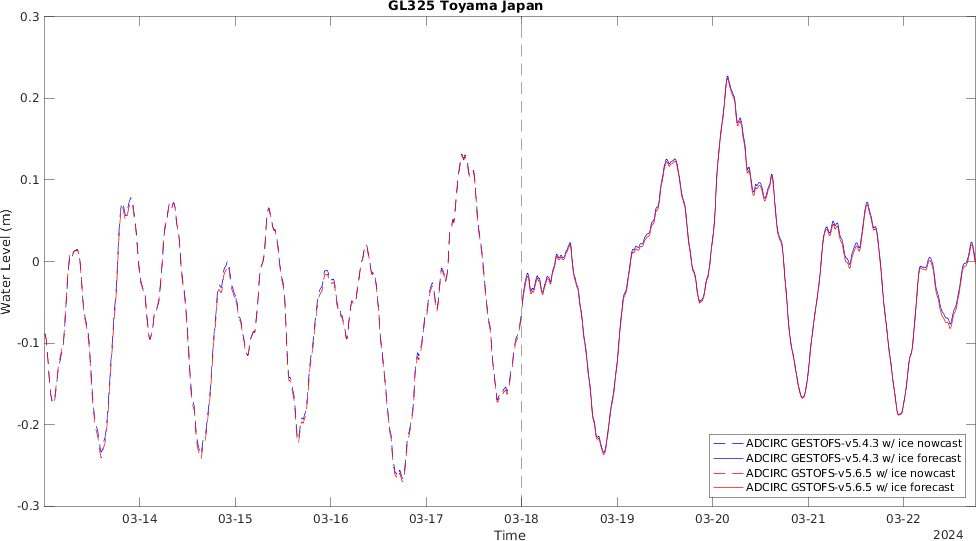 GL325 Toyama Japan
0.3
0.2
0.1
0
-0.1
-0.2
-0.3
Water Level (m)
ADCIRC GESTOFS-v5.4.3 w/ ice nowcast
ADCIRC GESTOFS-v5.4.3 w/ ice forecast
ADCIRC GSTOFS-v5.6.5 w/ ice nowcast
ADCIRC GSTOFS-v5.6.5 w/ ice forecast
03-14 03-15 03-16 03-17 03-18 03-19 03-20 03-21 03-22
Time
2024